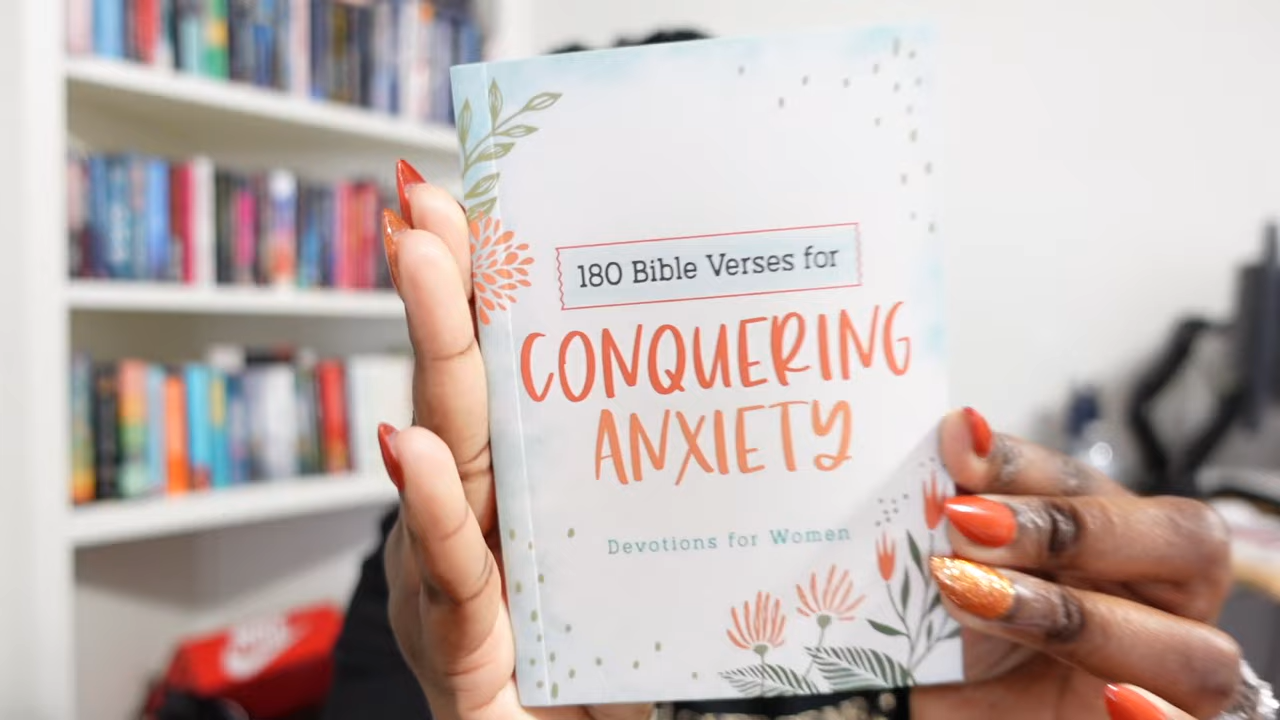 180 Bible Verses for
CONQUERING
ANXIETY
Devotions for Women